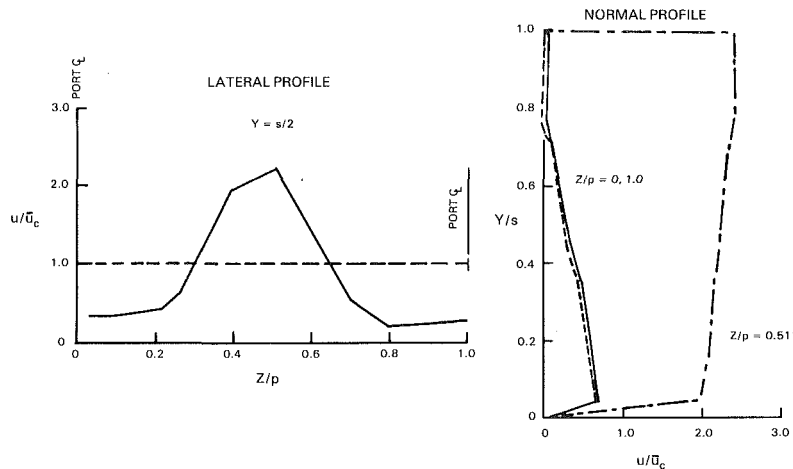 NORMAL PROFILE
LATERAL PROFILE
PORT ℄
3.0
2.0
1.0
0
u/ūc
Y = s/2
PORT ℄
0 0.2 0.4 0.6 0.8 1.0
Z/p
1.0
0.8
0.6
0.4
0.2
0
Y/s
Z/p = 0, 1.0
Z/p = 0.51
0 1.0 2.0 3.0
u/ūc